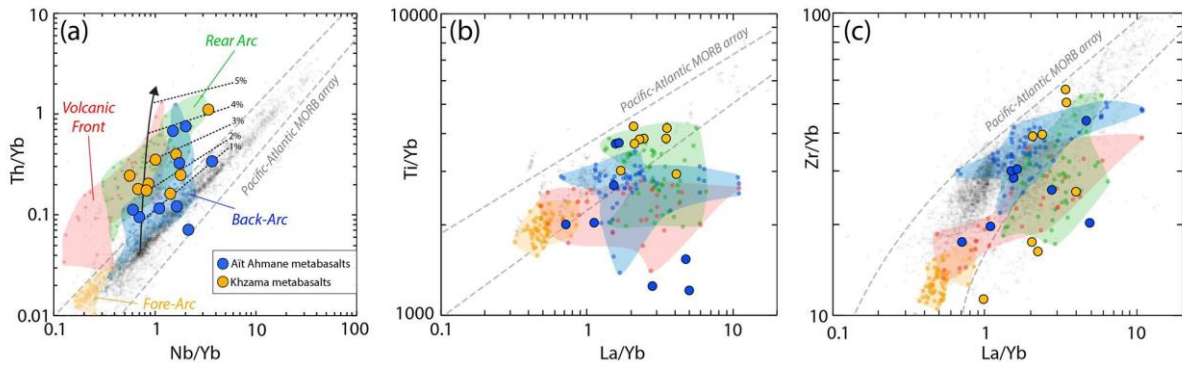 (a)
Th/Yb
10
1
0.1
0.01
0.1
1
10
100
Nb/Yb
Rear Arc
Volcanic
Front
Back-Arc
Fore-Arc
5%
4%
3%
2%
1%
Pacific-Atlantic MORB array
Aït Ahmane metabasalts
Khzama metabasalts
(b)
Ti/Yb
10000
1000
0.1
1
10
La/Yb
Pacific-Atlantic MORB array
(c)
Zr/Yb
100
10
0.1
1
10
La/Yb
Pacific-Atlantic MORB array